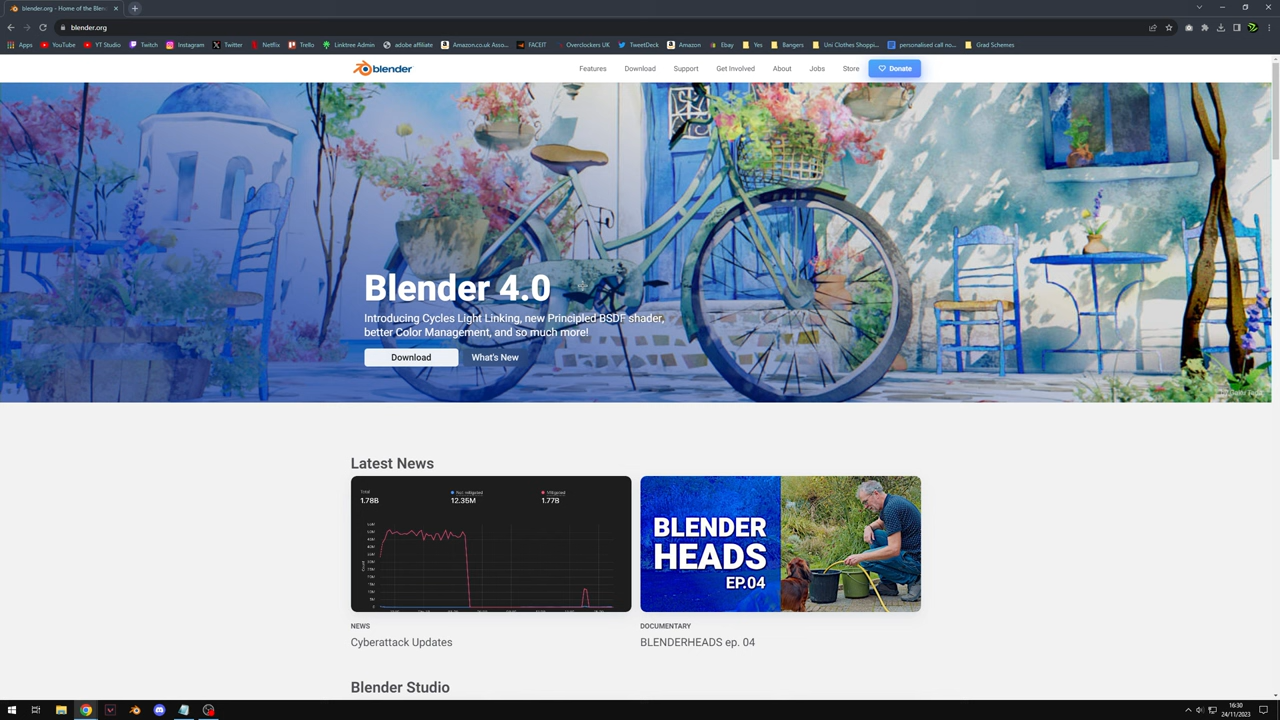 blender.org - Home of the Blen
blender.org
Apps
YouTube
YT Studio
Twitch
Instagram
Twitter
Netflix
Trello
Linktree Admin
adobe affiliate
Amazon.co.uk Asso...
FACEIT
Overclockers UK
TweetDeck
Amazon
Ebay
Yes
Bangers
Uni Clothes Shoppi...
personalised call no...
Grad Schemes
blender
Features
Download
Support
Get Involved
About
Jobs
Store
Donate
Blender 4.0
Introducing Cycles Light Linking, new Principled BSDF shader,
better Color Management, and so much more!
Download
What's New
Latest News
Total
1.78B
12.35M
Mitigated
1.77B
BLENDER
HEADS
EP.04
NEWS
Cyberattack Updates
DOCUMENTARY
BLENDERHEADS ep. 04
Blender Studio
16:30
24/11/2023